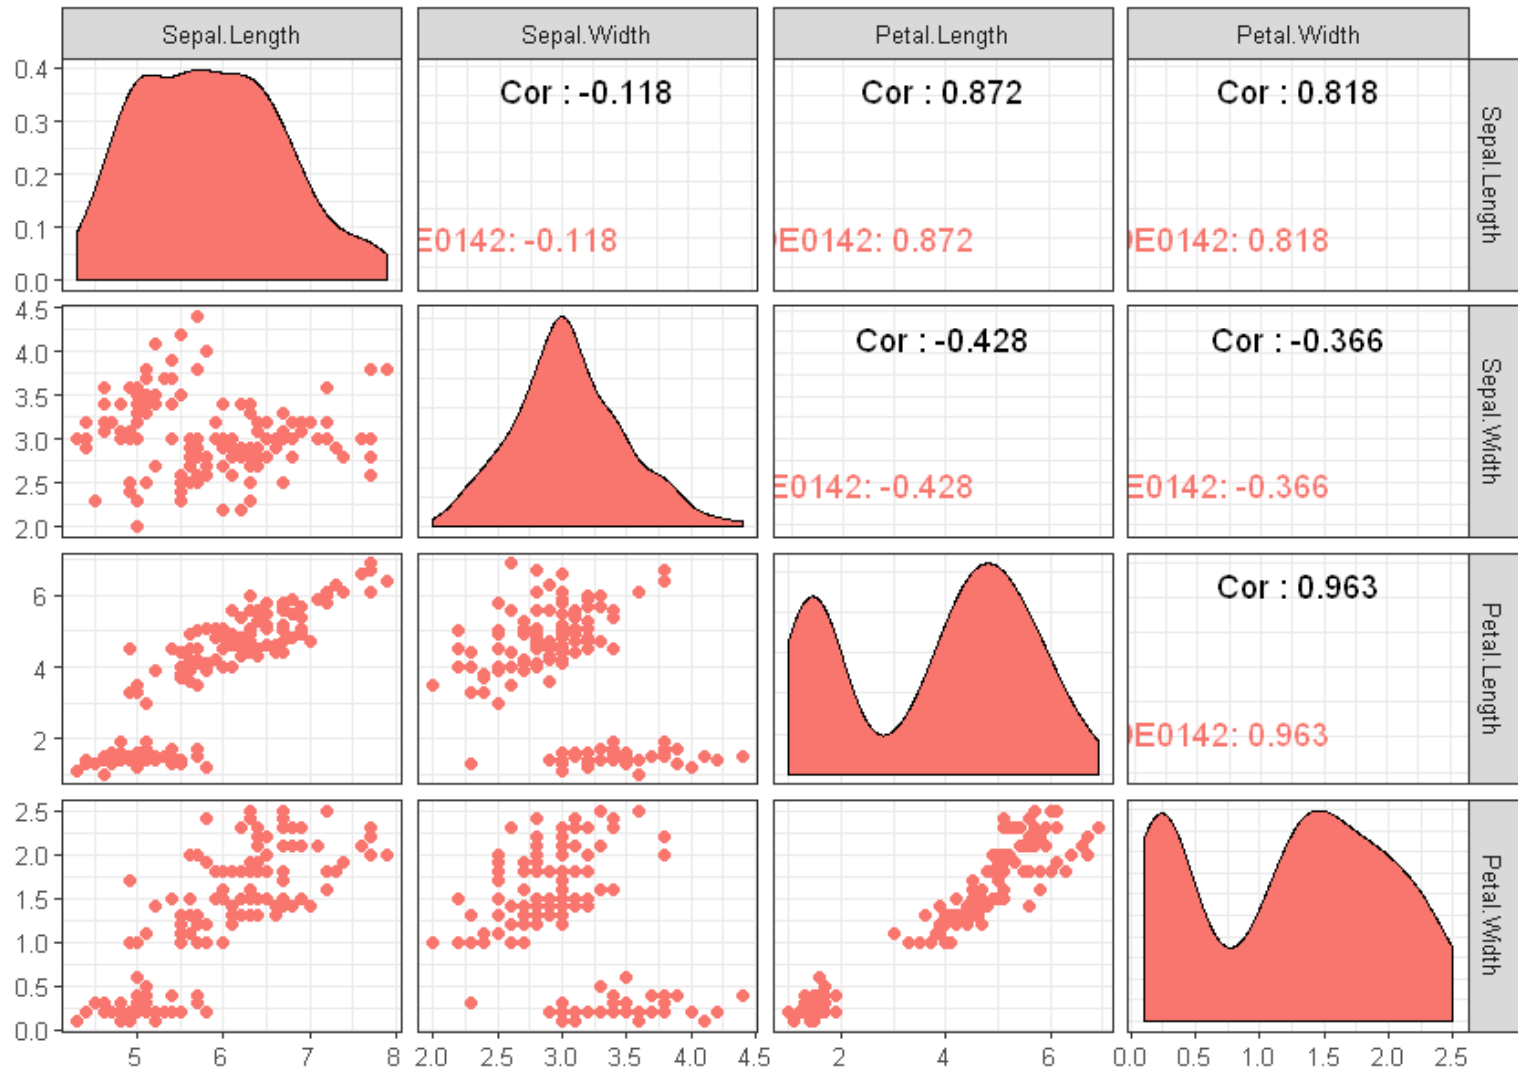 Sepal.Length Sepal.Width Petal.Length Petal.Width
0.4
0.3
0.2
0.1
0.0
Cor : -0.118
Cor : 0.872
Cor : 0.818
E0142: -0.118
E0142: 0.872
E0142: 0.818
Sepal.Length
4.5
4.0
3.5
3.0
2.5
2.0
Cor : -0.428
Cor : -0.366
E0142: -0.428
E0142: -0.366
Sepal.Width
6
4
2
Cor : 0.963
E0142: 0.963
Petal.Length
2.5
2.0
1.5
1.0
0.5
0.0
Petal.Width
5 6 7 8
2.0 2.5 3.0 3.5 4.0 4.5
2 4 6
0.0 0.5 1.0 1.5 2.0 2.5